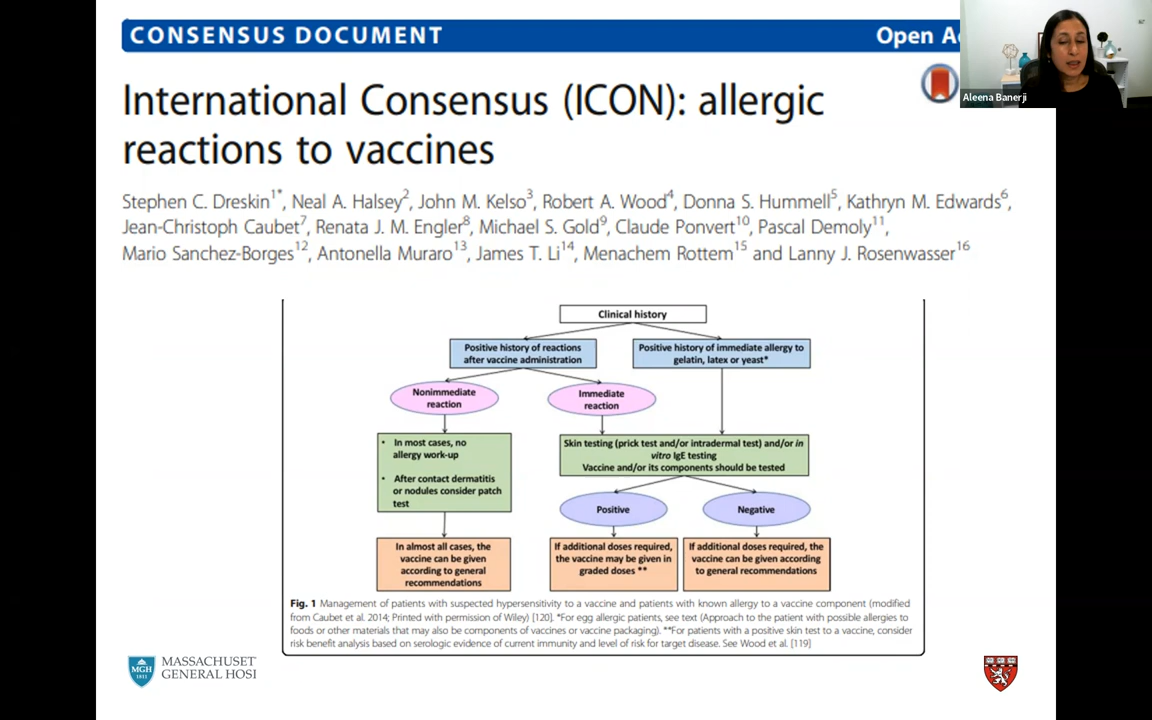 CONSENSUS DOCUMENT
Open A
Aleena Banerji
International Consensus (ICON): allergic
reactions to vaccines
Stephen C. Dreskin1*, Neal A. Halsey2, John M. Kelso3, Robert A. Wood4, Donna S. Hummell5, Kathryn M. Edwards6,
Jean-Christoph Caubet7, Renata J. M. Engler8, Michael S. Gold9, Claude Ponvert10, Pascal Demoly11,
Mario Sanchez-Borges12, Antonella Muraro13, James T. Li14, Menachem Rottem15 and Lanny J. Rosenwasser16
Clinical history
Positive history of reactions
after vaccine administration
Positive history of immediate allergy to
gelatin, latex or yeast*
Nonimmediate
reaction
Immediate
reaction
• In most cases, no
allergy work-up
• After contact dermatitis
or nodules consider patch
test
Skin testing (prick test and/or intradermal test) and/or in
vitro IgE testing
Vaccine and/or its components should be tested
Positive
Negative
In almost all cases, the
vaccine can be given
according to general
recommendations
If additional doses required,
the vaccine may be given in
graded doses **
If additional doses required, the
vaccine can be given according
to general recommendations
Fig. 1 Management of patients with suspected hypersensitivity to a vaccine and patients with known allergy to a vaccine component (modified
from Caubet et al. 2014; Printed with permission of Wiley) [120]. *For egg allergic patients, see text (Approach to the patient with possible allergies to
foods or other materials that may also be components of vaccines or vaccine packaging). **For patients with a positive skin test to a vaccine, consider
risk benefit analysis based on serologic evidence of current immunity and level of risk for target disease. See Wood et al. [119]
MGH
1811
MASSACHUSET
GENERAL HOSI